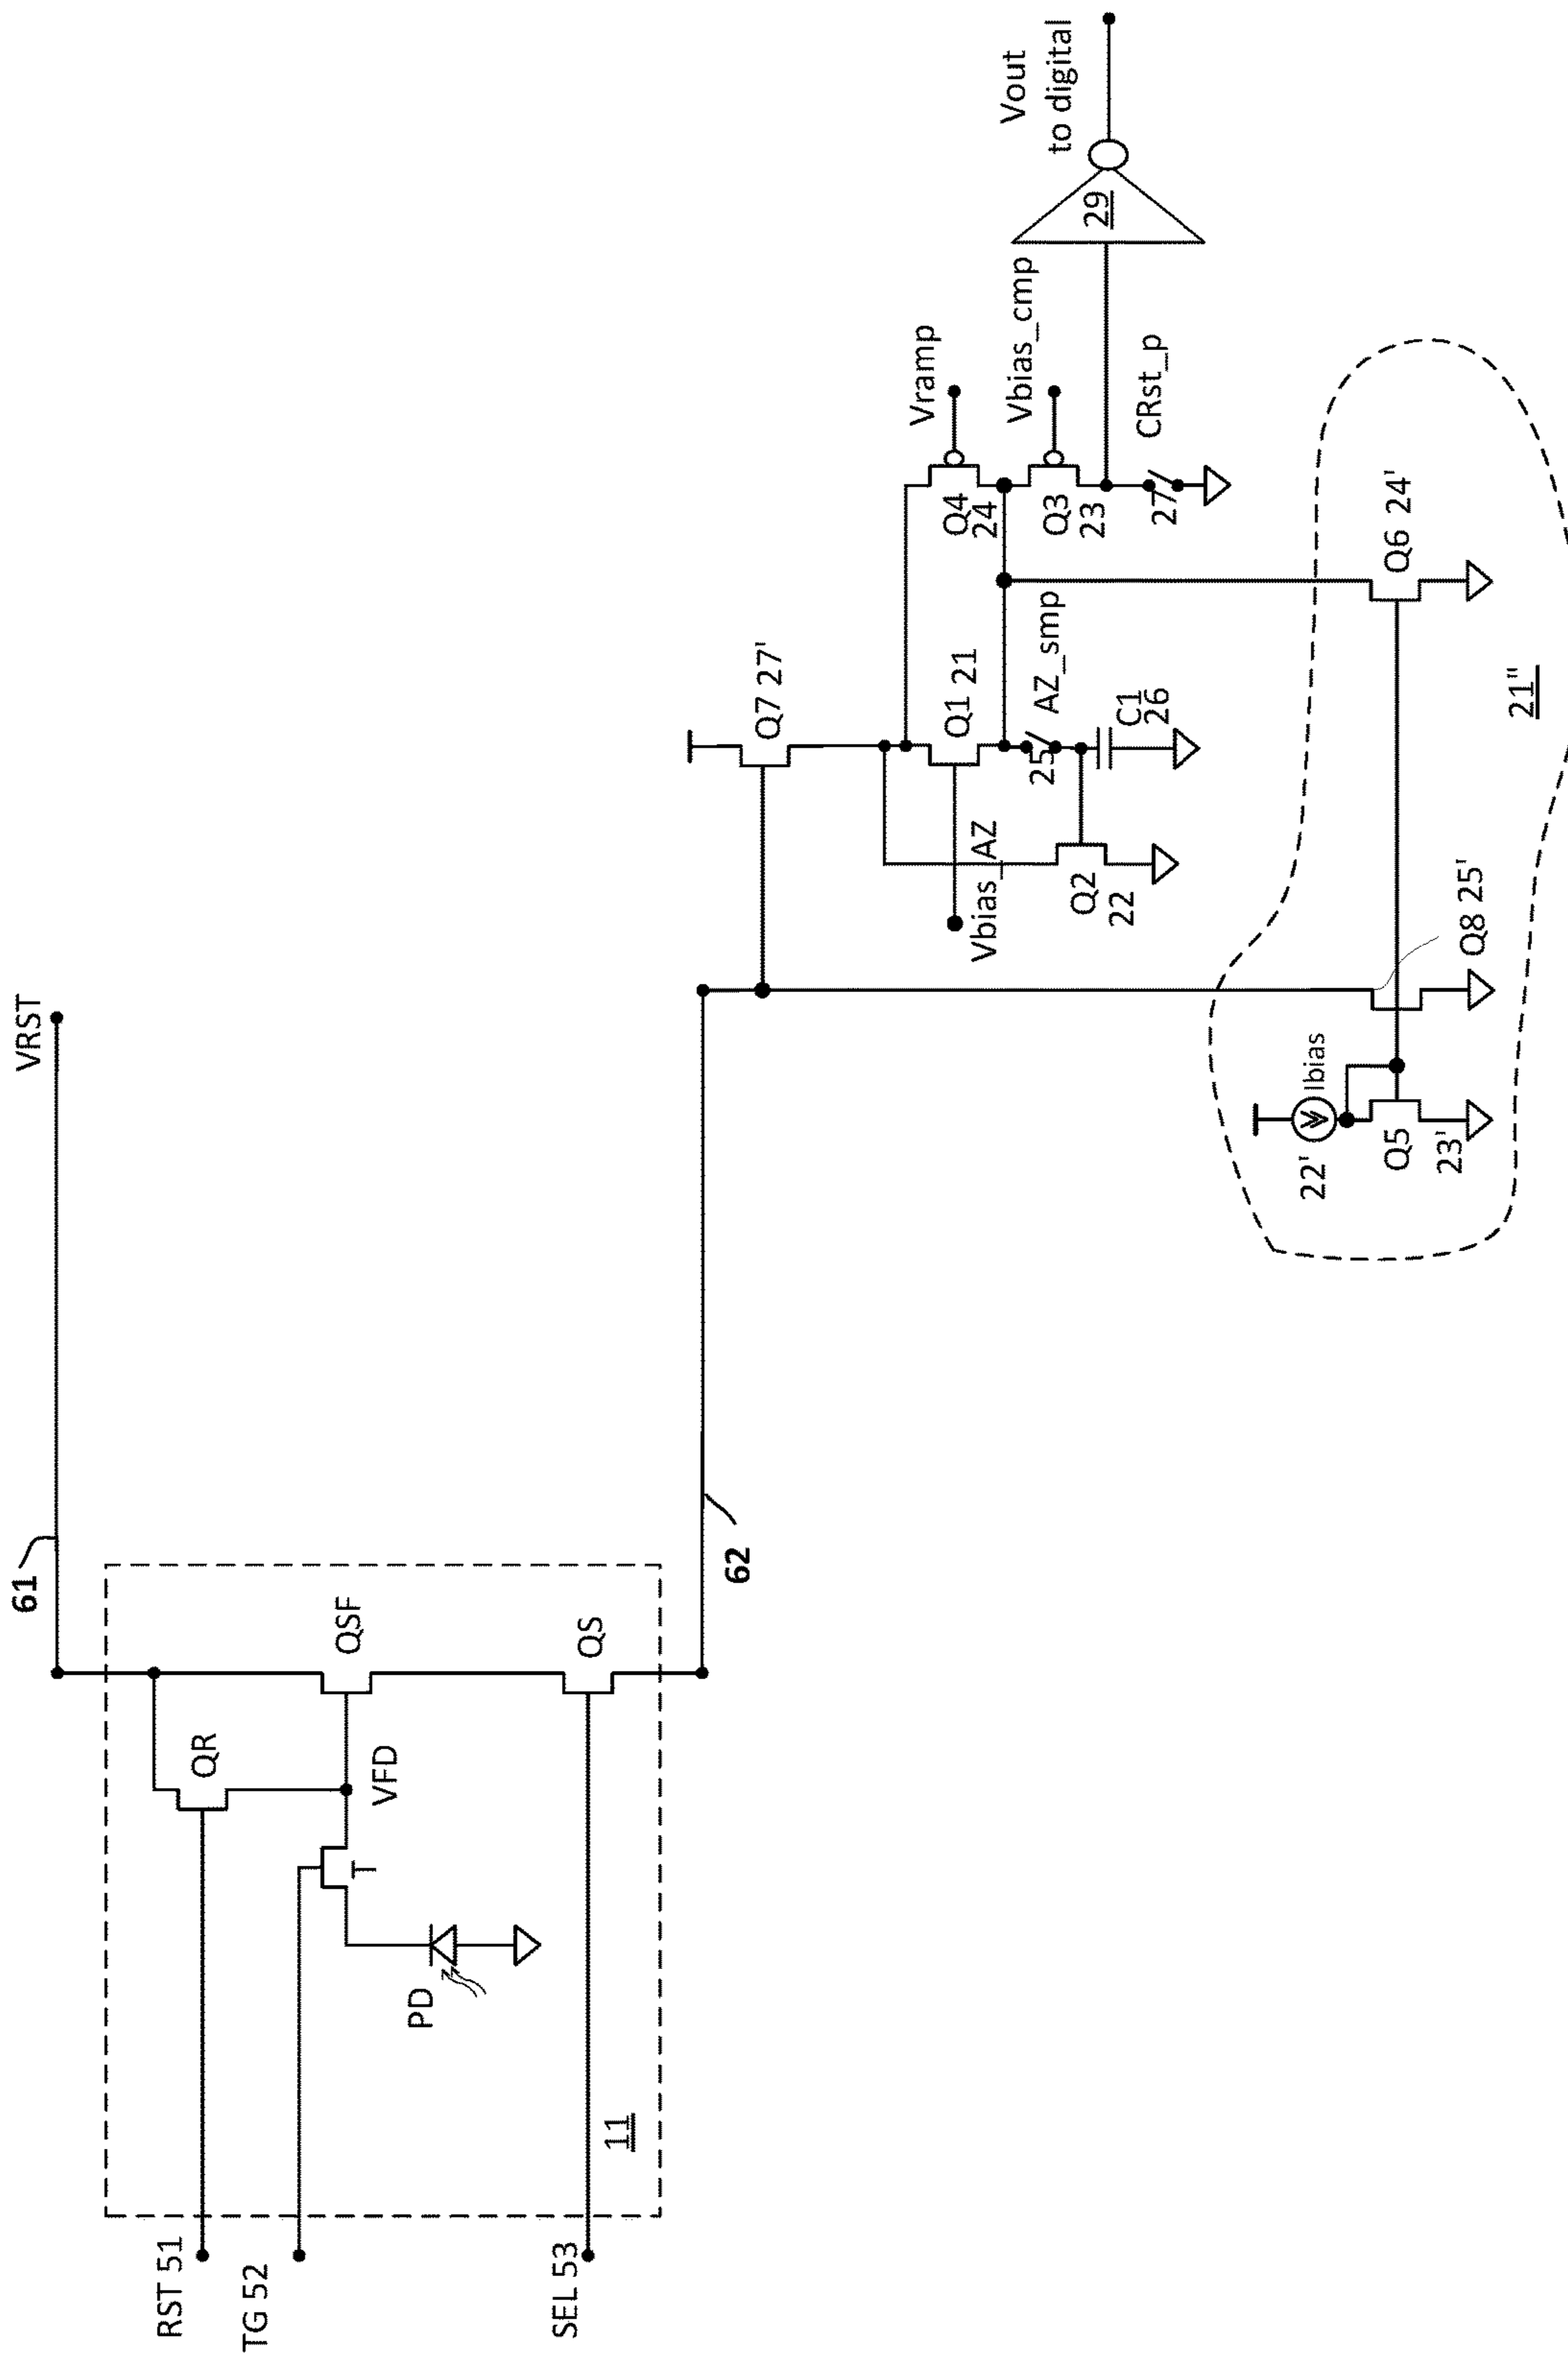 VRST
61
QSF
QR
VFD
T
PD
QS
62
11
RST 51
TG 52
SEL 53
Q7 27'
Q1 21
Vbias_AZ
AZ_smp
25
C1
26
Q2
22
Vramp
Q4
24
Vbias_cmp
Q3
23
CRst_p
27
29
Vout
to digital
Ibias
22'
Q5
23'
Q8 25'
Q6 24'
21"